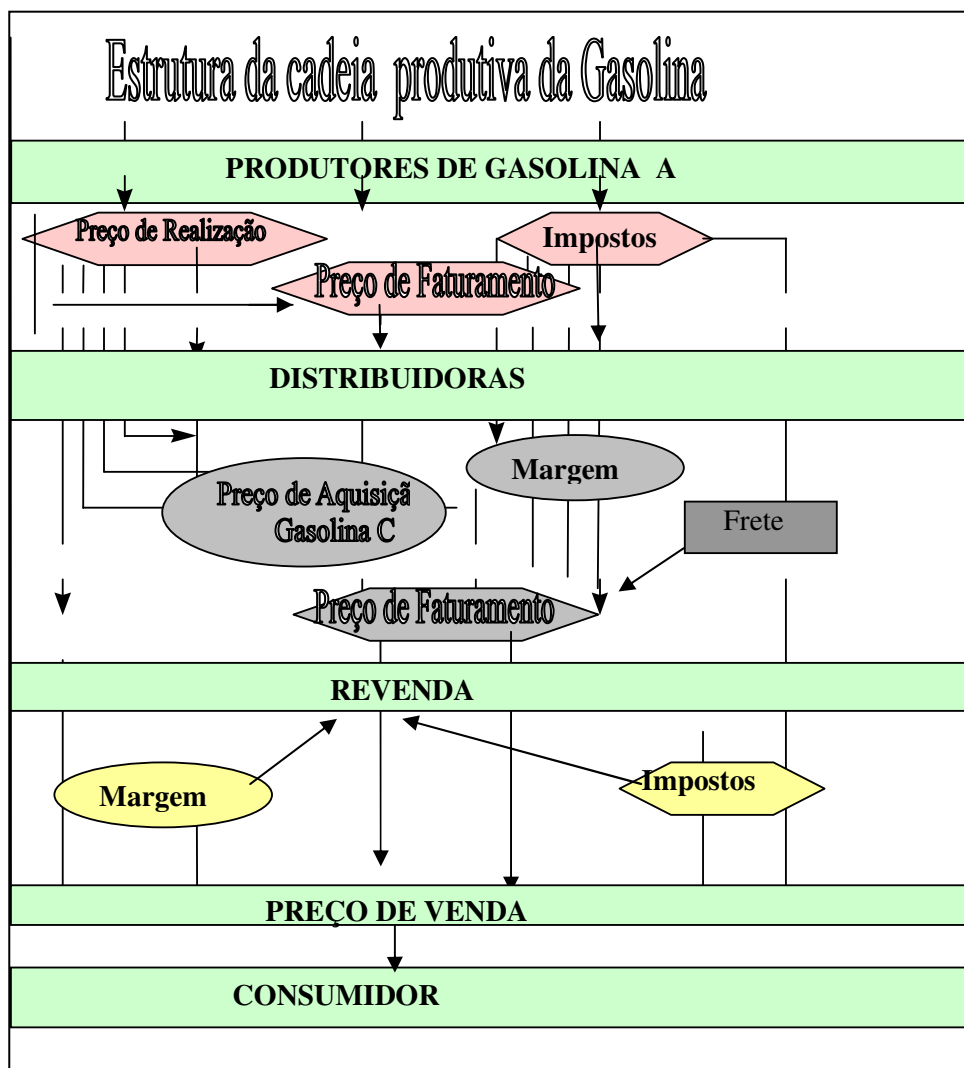 Estrutura da cadeia produtiva da Gasolina
PRODUTORES DE GASOLINA A
Preço de Realização
Impostos
Preço de Faturamento
DISTRIBUIDORAS
Margem
Preço de Aquisiçã
Gasolina C
Frete
Preço de Faturamento
REVENDA
Margem
Impostos
PREÇO DE VENDA
CONSUMIDOR